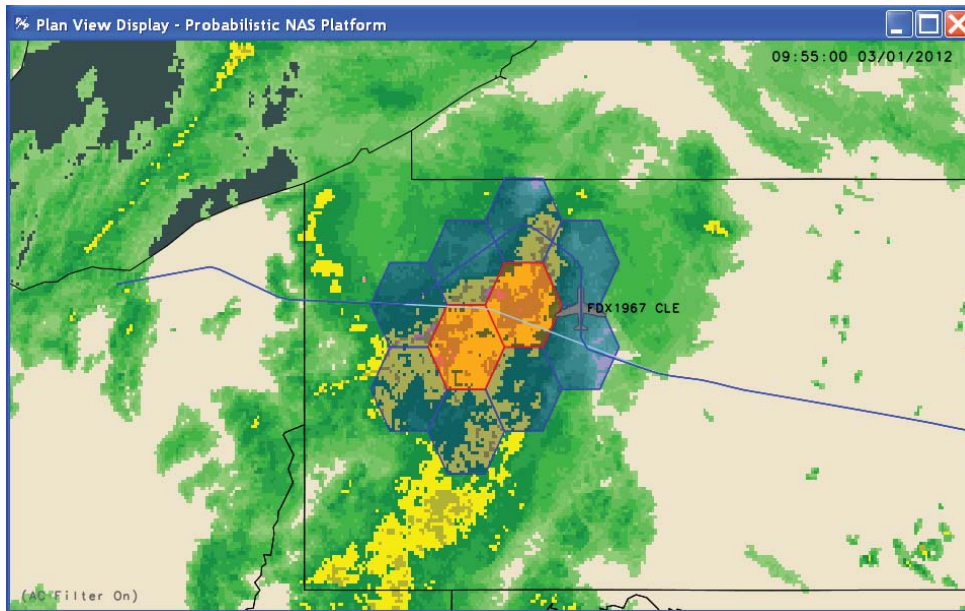 Plan View Display - Probabilistic NAS Platform
09:55:00 03/01/2012
FDX1967 CLE
(AC Filter On)